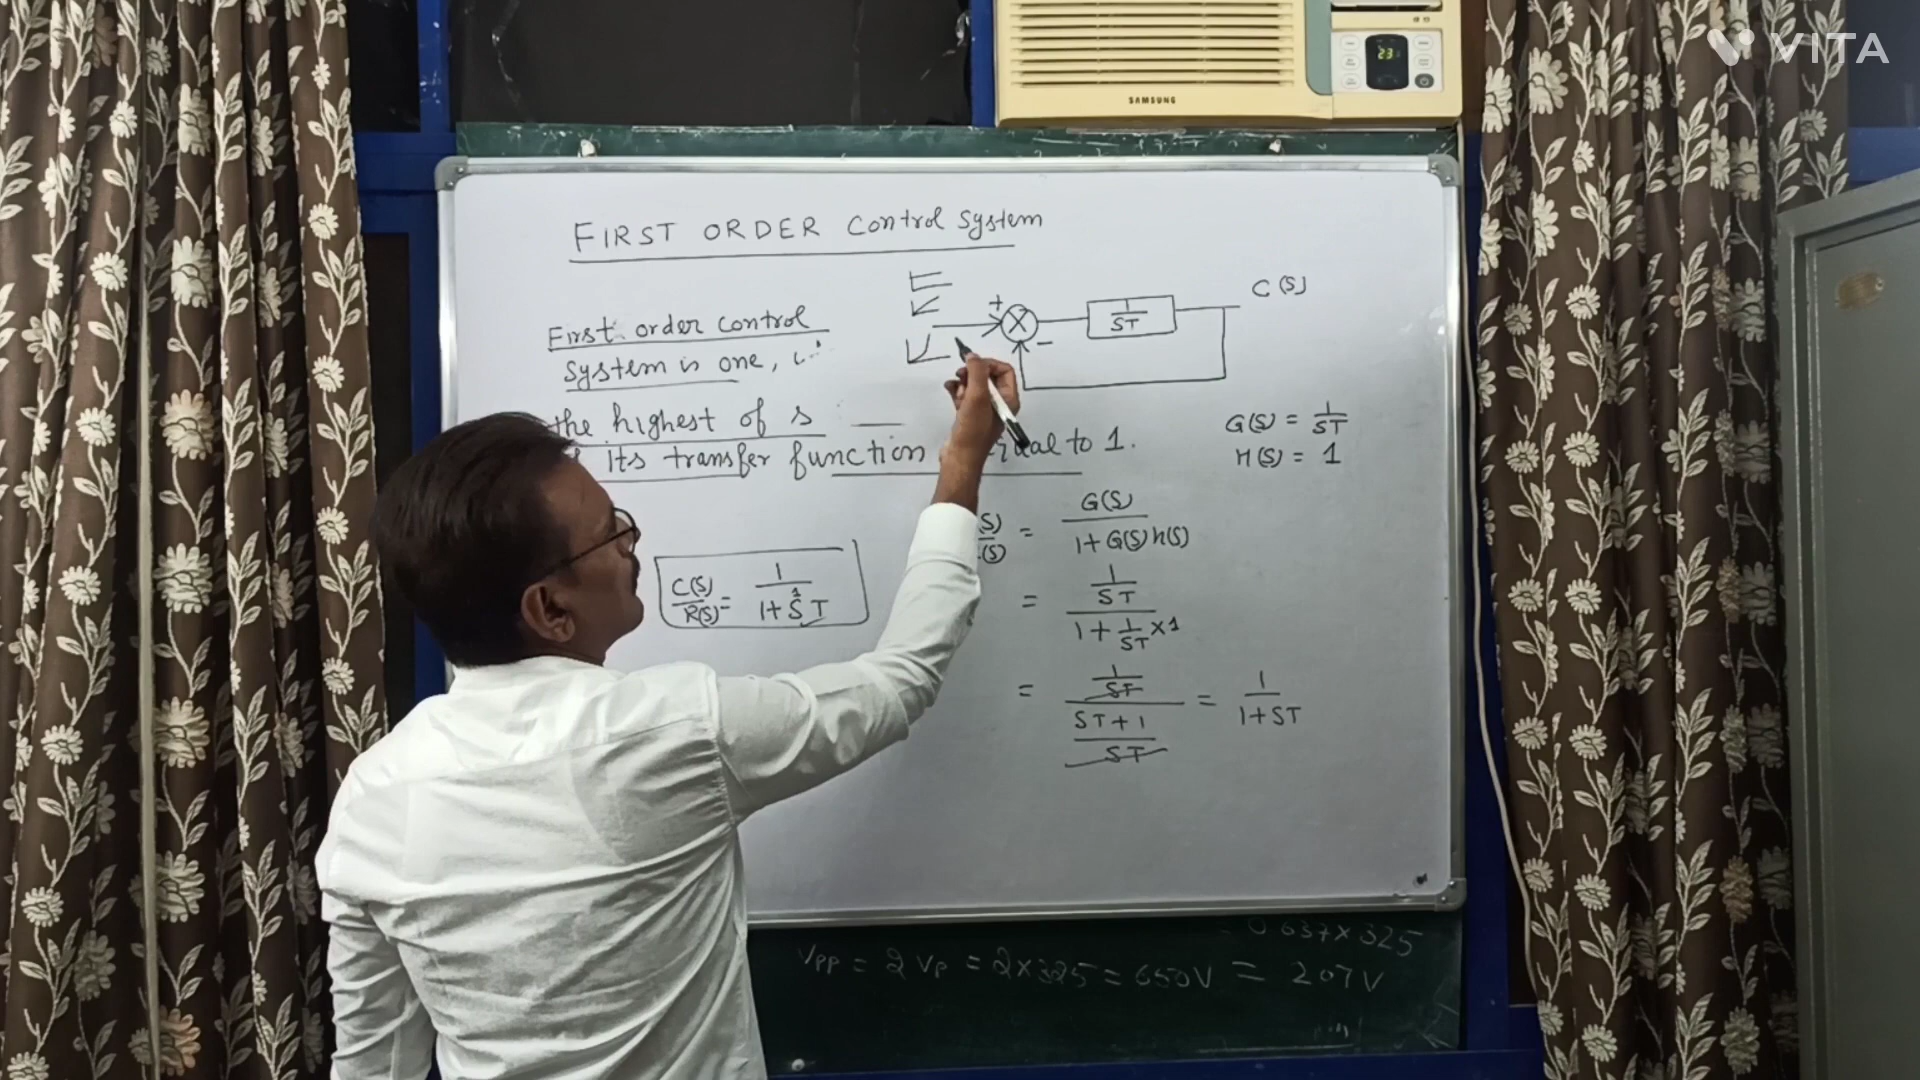 VITA
23
SAMSUNG
FIRST ORDER Control System
First order control
System is one,
the highest of s
its transfer function to 1.
+
−
1/ST
C(S)
G(S) = 1/ST
H(S) = 1
= G(S) / 1+G(S)H(S)
= 1/ST / 1+1/ST×1
= 1/ST / ST+1/ST = 1/1+ST
C(S)/R(S) = 1/1+S¹T
= 0.637×325
Vpp = 2Vp = 2×325 = 650V = 207V